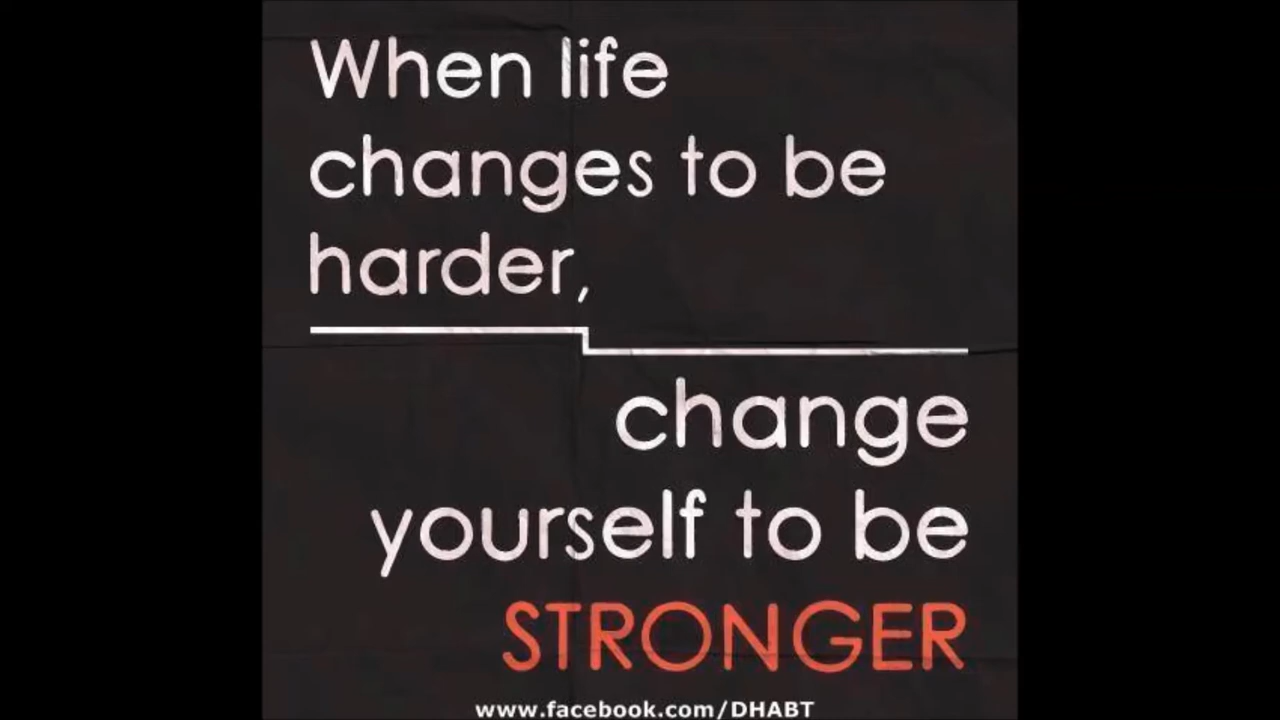 When life
changes to be
harder,
change
yourself to be
STRONGER
www.facebook.com/DHABT